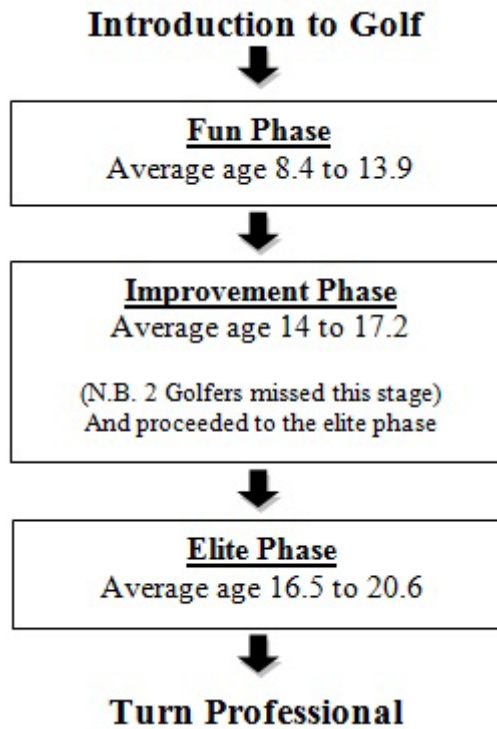 Introduction to Golf
Fun Phase
Average age 8.4 to 13.9
Improvement Phase
Average age 14 to 17.2
(N.B. 2 Golfers missed this stage)
And proceeded to the elite phase
Elite Phase
Average age 16.5 to 20.6
Turn Professional